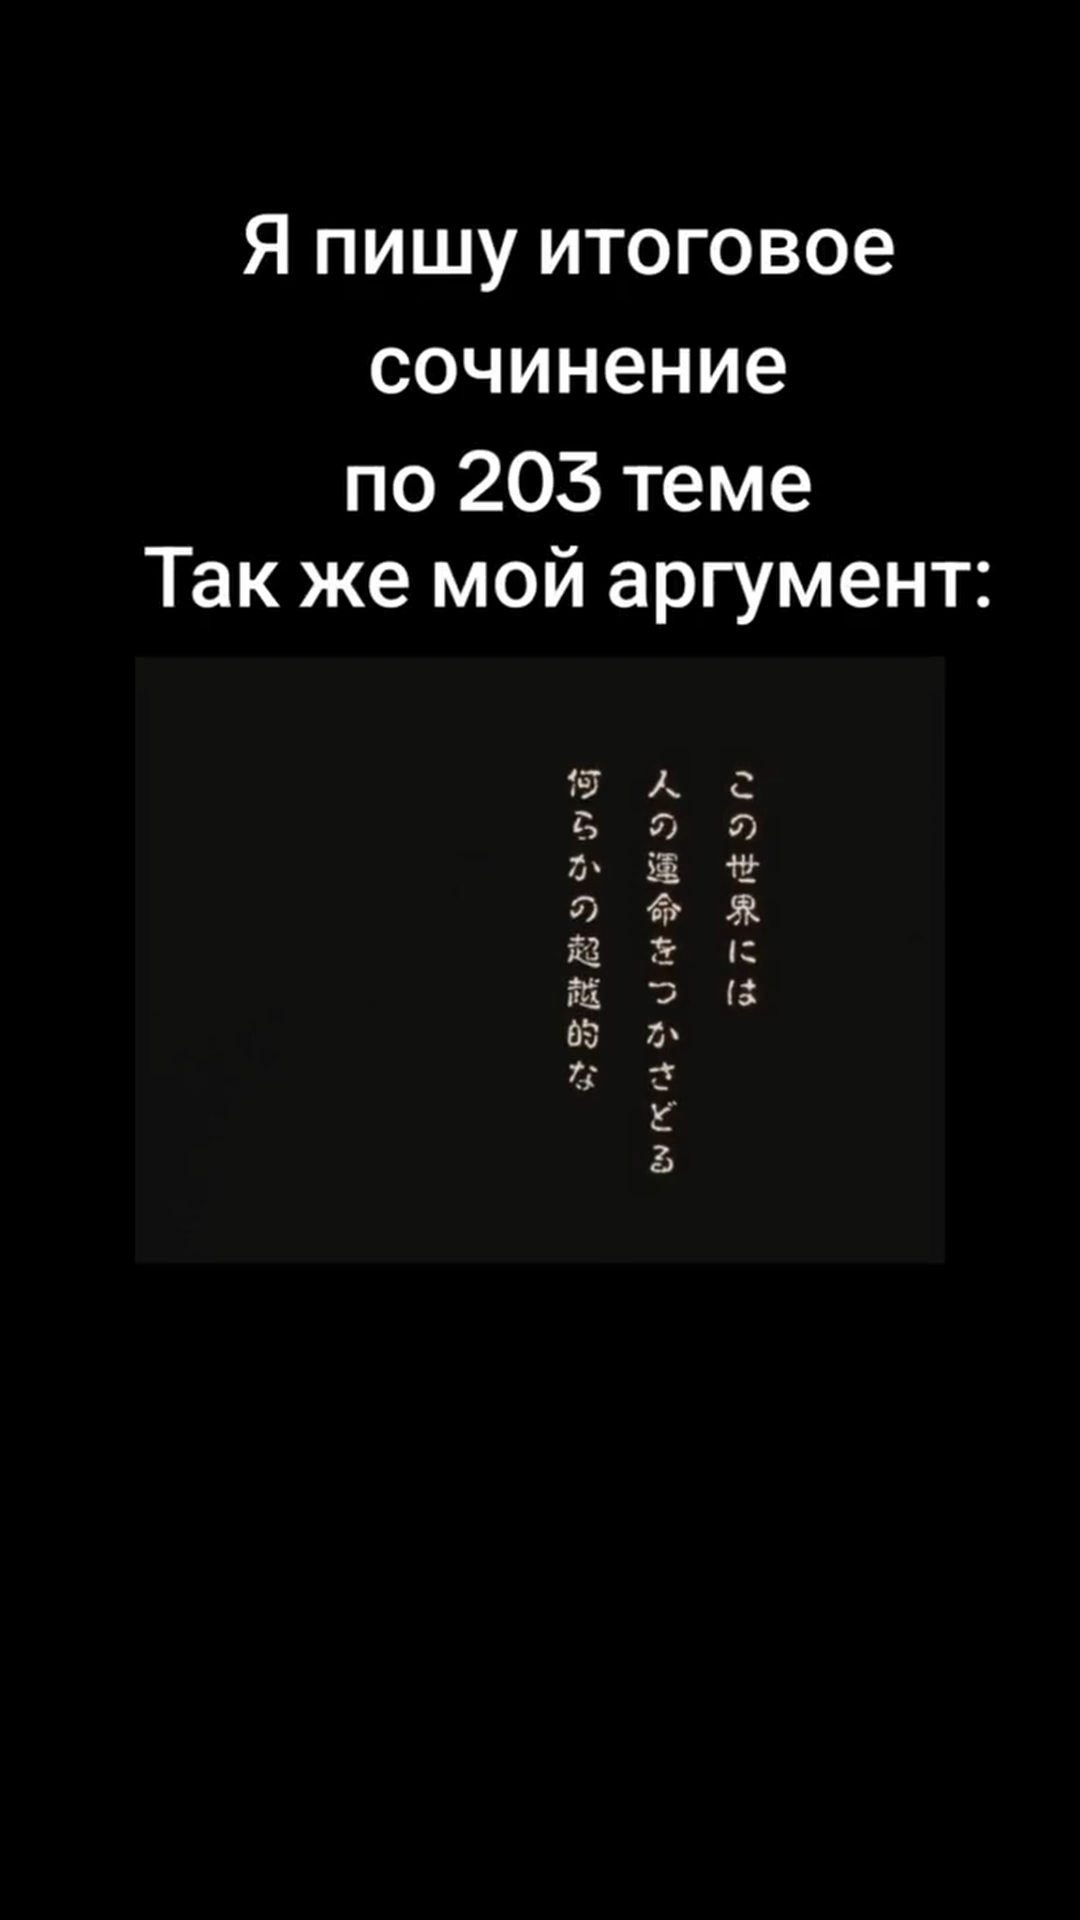 Я пишу итоговое
сочинение
по 203 теме
Так же мой аргумент:
この世界には
人の運命をつかさどる
何らかの超越的な